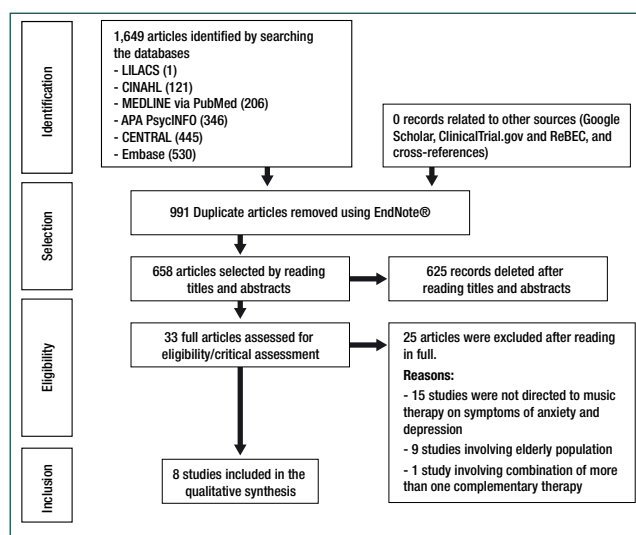 Identification
1,649 articles identified by searching
the databases
- LILACS (1)
- CINAHL (121)
- MEDLINE via PubMed (206)
- APA PsycINFO (346)
- CENTRAL (445)
- Embase (530)
0 records related to other sources (Google
Scholar, ClinicalTrial.gov and ReBEC, and
cross-references)
Selection
991 Duplicate articles removed using EndNote®
658 articles selected by reading
titles and abstracts
625 records deleted after
reading titles and abstracts
Eligibility
33 full articles assessed for
eligibility/critical assessment
25 articles were excluded after reading
in full.
Reasons:
- 15 studies were not directed to music
therapy on symptoms of anxiety and
depression
- 9 studies involving elderly population
- 1 study involving combination of more
than one complementary therapy
Inclusion
8 studies included in the
qualitative synthesis